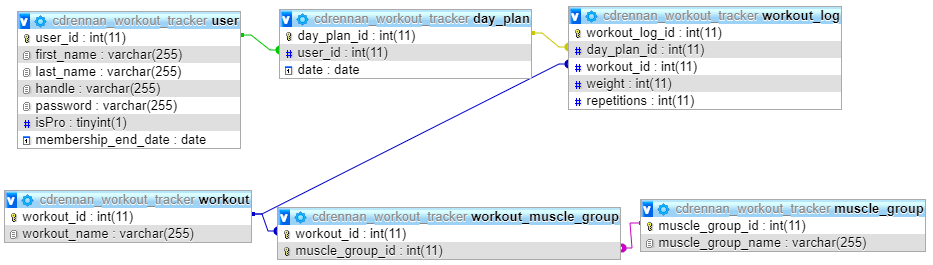 cdrennan_workout_tracker user
user_id : int(11)
first_name : varchar(255)
last_name : varchar(255)
handle : varchar(255)
password : varchar(255)
isPro : tinyint(1)
membership_end_date : date
cdrennan_workout_tracker day_plan
day_plan_id : int(11)
user_id : int(11)
date : date
cdrennan_workout_tracker workout_log
workout_log_id : int(11)
day_plan_id : int(11)
workout_id : int(11)
weight : int(11)
repetitions : int(11)
cdrennan_workout_tracker workout
workout_id : int(11)
workout_name : varchar(255)
cdrennan_workout_tracker workout_muscle_group
workout_id : int(11)
muscle_group_id : int(11)
cdrennan_workout_tracker muscle_group
muscle_group_id : int(11)
muscle_group_name : varchar(255)